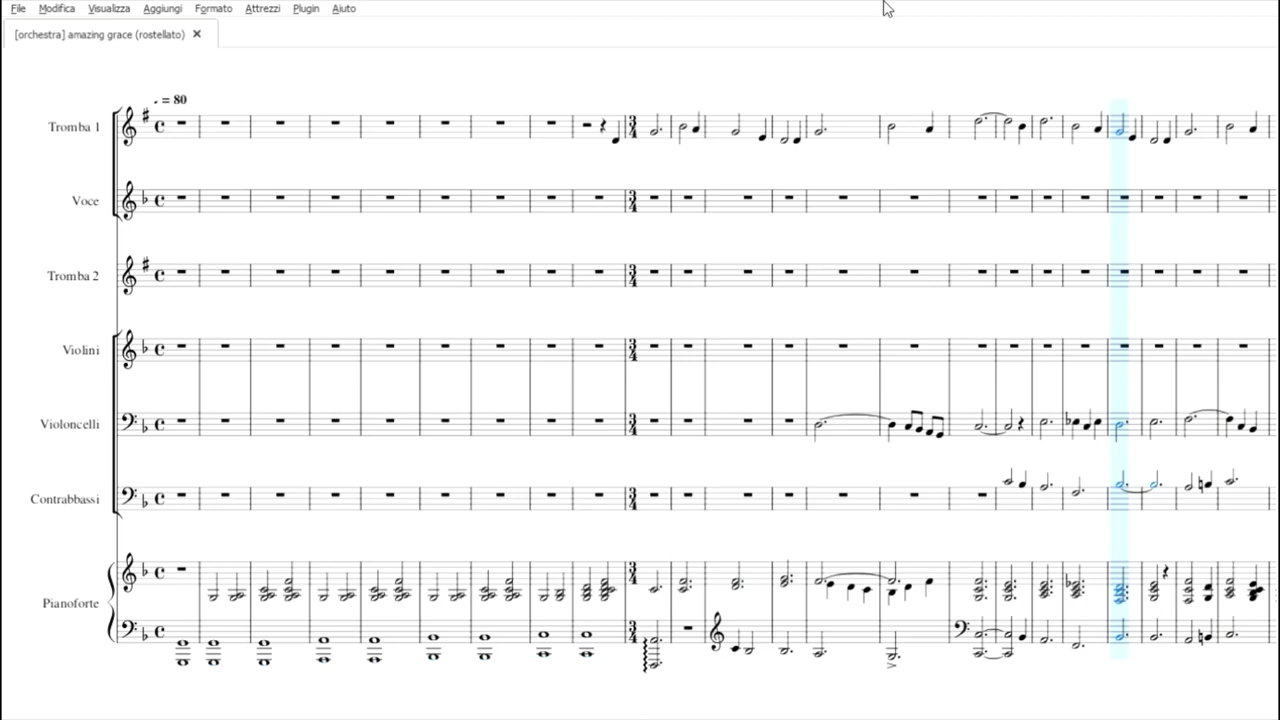 File Modifica Visualizza Aggiungi Formato Attrezzi Plugin Aiuto
[orchestra] amazing grace (rostellato) ×
. = 80
Tromba 1
Voce
Tromba 2
Violini
Violoncelli
Contrabbassi
Pianoforte